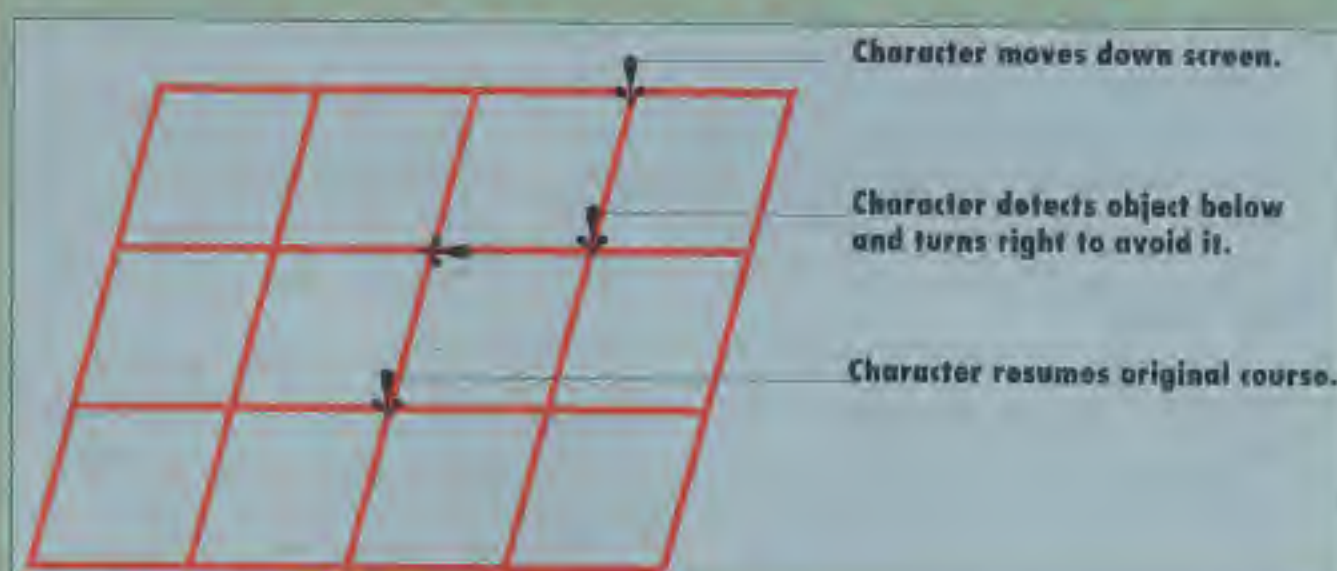 Character moves down screen.
Character detects object below
and turns right to avoid it.
Character resumes original course.